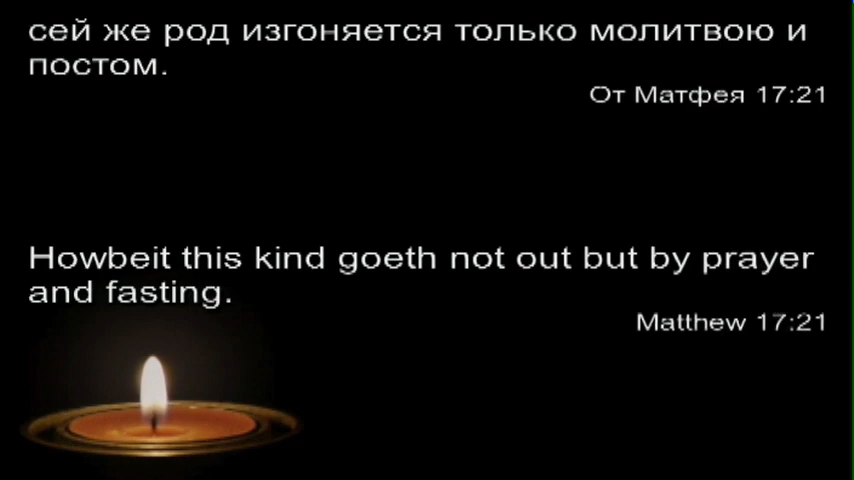 сей же род изгоняется только молитвою и
постом.
От Матфея 17:21
Howbeit this kind goeth not out but by prayer
and fasting.
Matthew 17:21